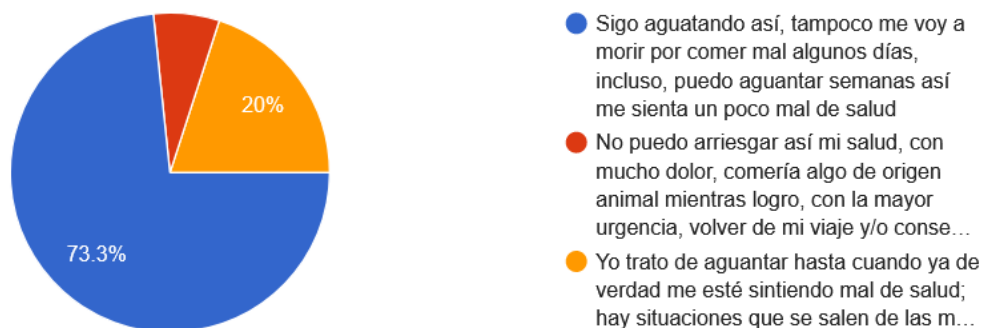 Sigo aguatando así, tampoco me voy a
morir por comer mal algunos días,
incluso, puedo aguantar semanas así
me sienta un poco mal de salud
No puedo arriesgar así mi salud, con
mucho dolor, comería algo de origen
animal mientras logro, con la mayor
urgencia, volver de mi viaje y/o conse…
Yo trato de aguantar hasta cuando ya de
verdad me esté sintiendo mal de salud;
hay situaciones que se salen de las m…
20%
73.3%